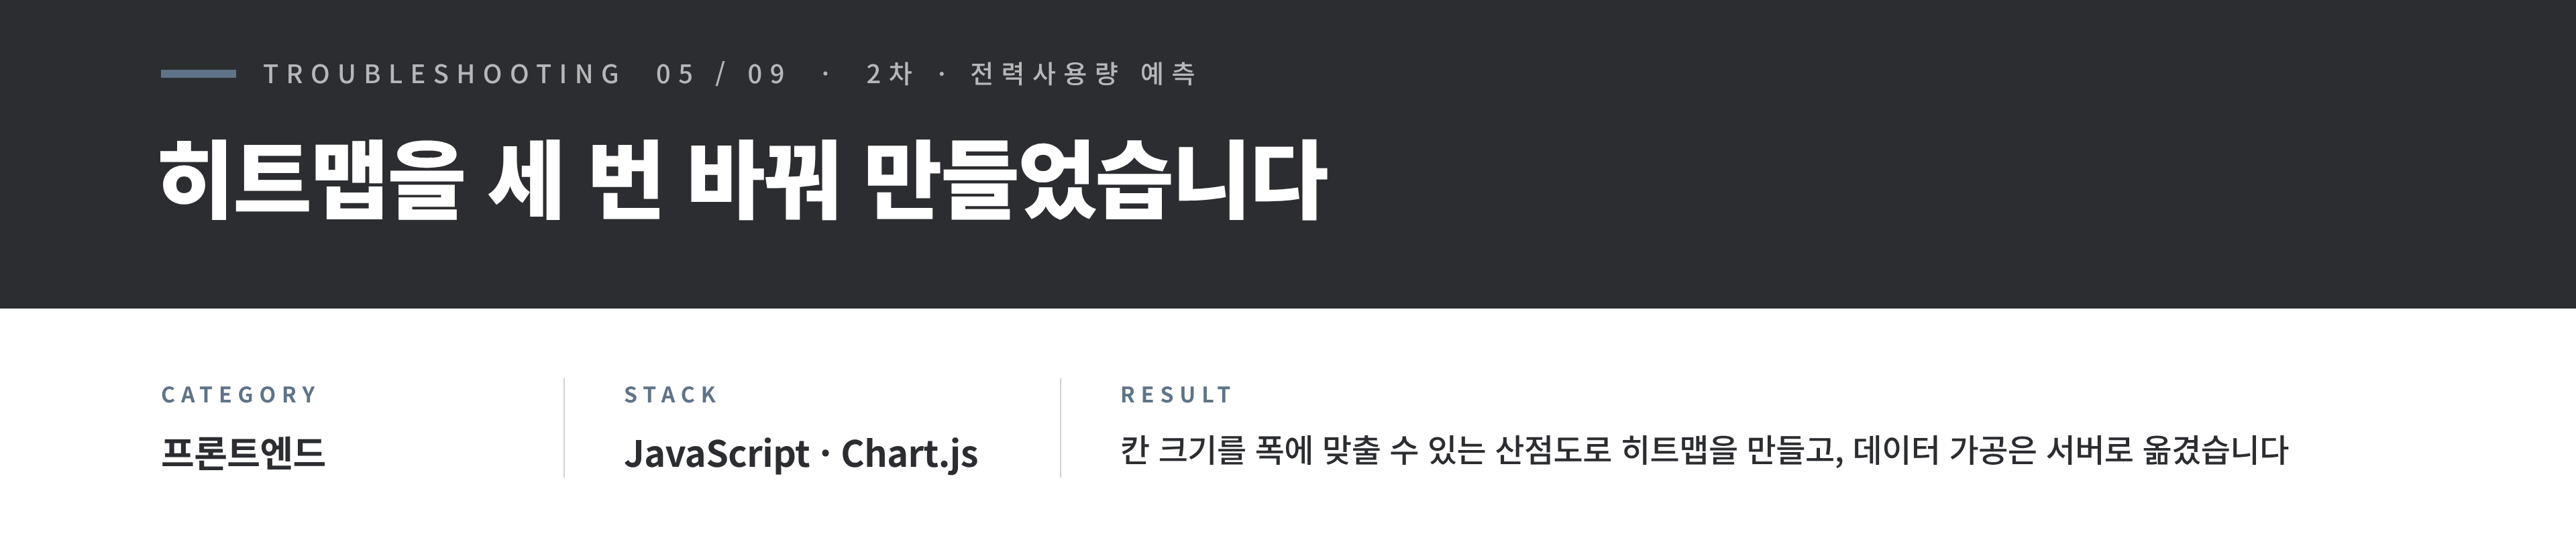 TROUBLESHOOTING 05 / 09 · 2차 · 전력사용량 예측
히트맵을 세 번 바꿔 만들었습니다
CATEGORY
프론트엔드
STACK
JavaScript · Chart.js
RESULT
칸 크기를 폭에 맞출 수 있는 산점도로 히트맵을 만들고, 데이터 가공은 서버로 옮겼습니다